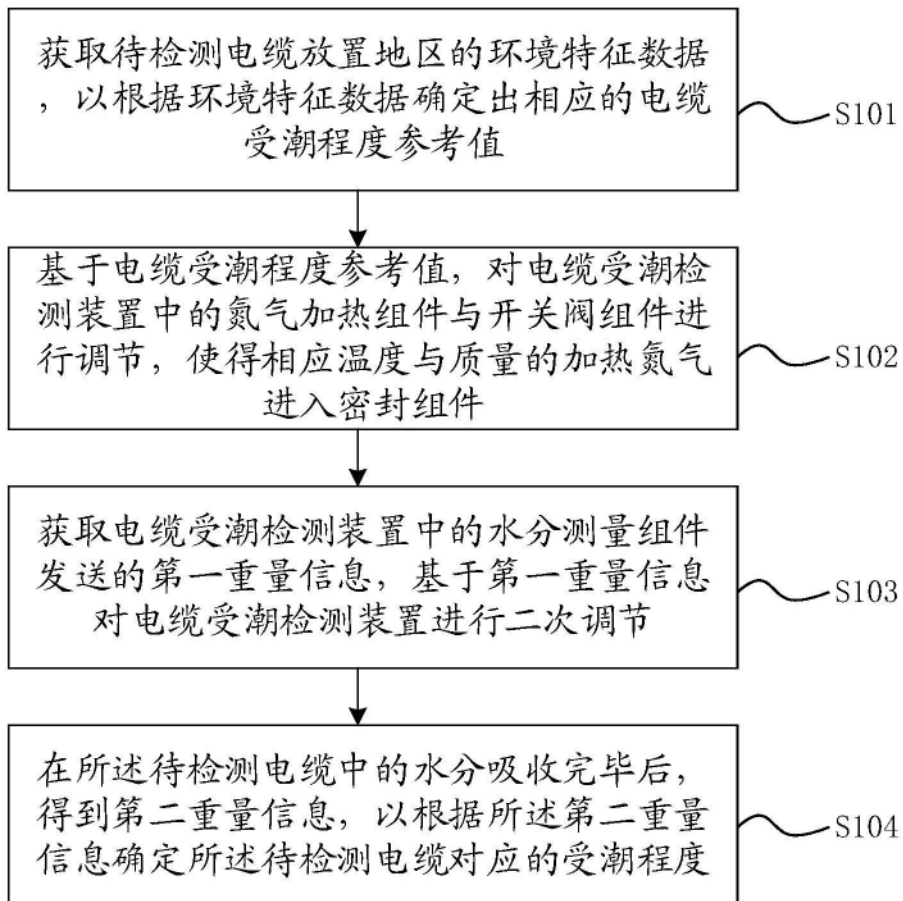 获取待检测电缆放置地区的环境特征数据
，以根据环境特征数据确定出相应的电缆
受潮程度参考值
S101
基于电缆受潮程度参考值，对电缆受潮检
测装置中的氮气加热组件与开关阀组件进
行调节，使得相应温度与质量的加热氮气
进入密封组件
S102
获取电缆受潮检测装置中的水分测量组件
发送的第一重量信息，基于第一重量信息
对电缆受潮检测装置进行二次调节
S103
在所述待检测电缆中的水分吸收完毕后，
得到第二重量信息，以根据所述第二重量
信息确定所述待检测电缆对应的受潮程度
S104